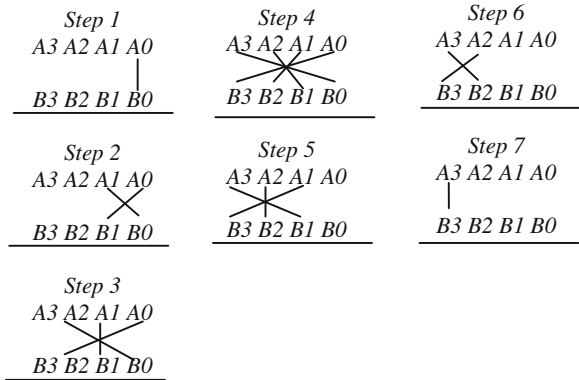 Step 1
A3 A2 A1 A0
B3 B2 B1 B0
Step 2
A3 A2 A1 A0
B3 B2 B1 B0
Step 3
A3 A2 A1 A0
B3 B2 B1 B0
Step 4
A3 A2 A1 A0
B3 B2 B1 B0
Step 5
A3 A2 A1 A0
B3 B2 B1 B0
Step 6
A3 A2 A1 A0
B3 B2 B1 B0
Step 7
A3 A2 A1 A0
B3 B2 B1 B0